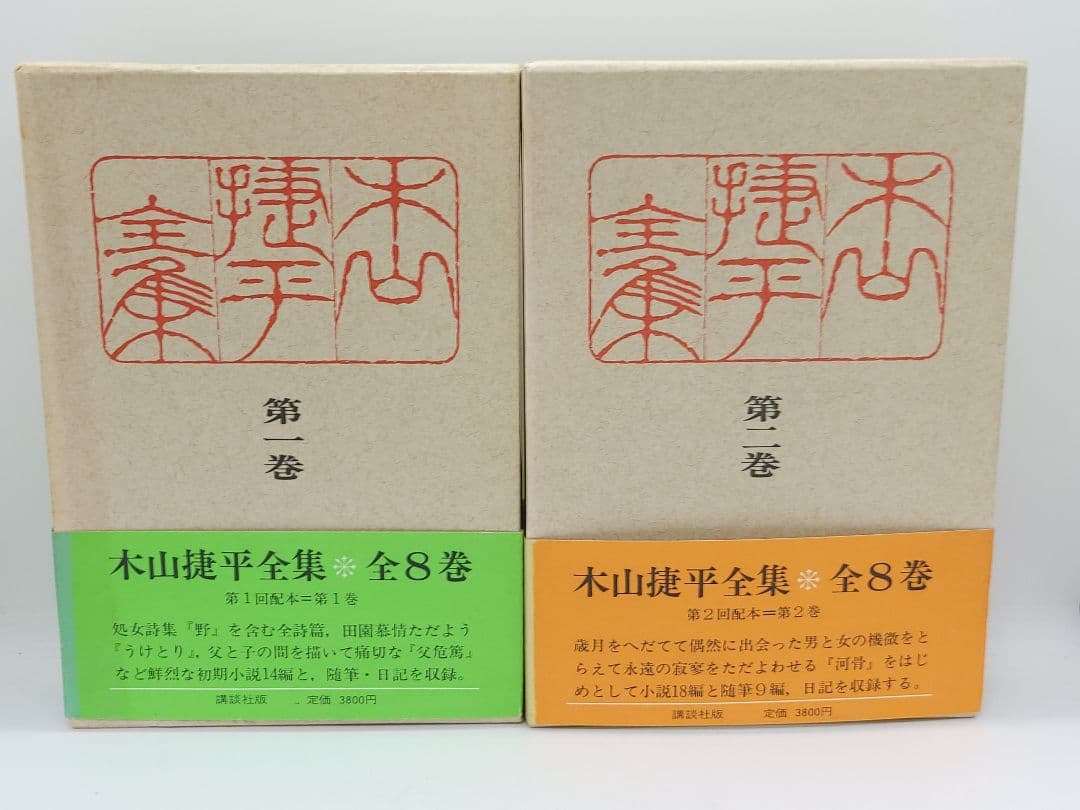 木山
捷平
全集
第一巻
木山捷平全集 ※ 全8巻
第1回配本=第1巻
処女詩集『野』を含む全詩篇,田園慕情ただよう
『うけとり』,父と子の間を描いて痛切な『父危篤』
など鮮烈な初期小説14編と,随筆・日記を収録。
講談社版 定価 3800円
木山
捷平
全集
第二巻
木山捷平全集 ※ 全8巻
第2回配本=第2巻
歳月をへだてて偶然に出会った男と女の機微をと
らえて永遠の寂寥をただよわせる『河骨』をはじ
めとして小説18編と随筆9編,日記を収録する。
講談社版 定価 3800円